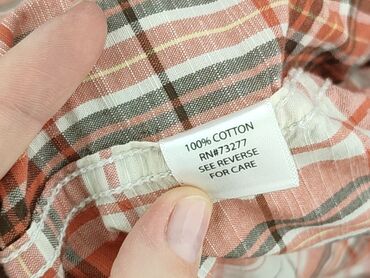 100% COTTON
RN#73277
SEE REVERSE
FOR CARE